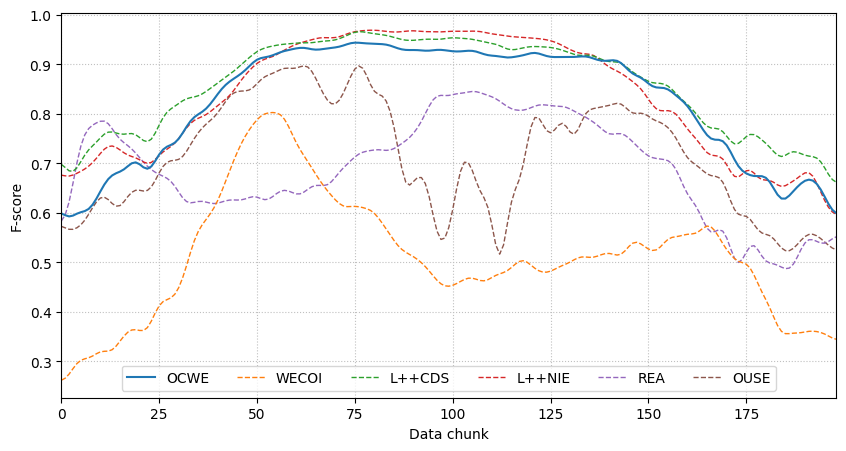 1.0
0.9
0.8
0.7
0.6
0.5
0.4
0.3
F-score
OCWE WECOI L++CDS L++NIE REA OUSE
0 25 50 75 100 125 150 175
Data chunk